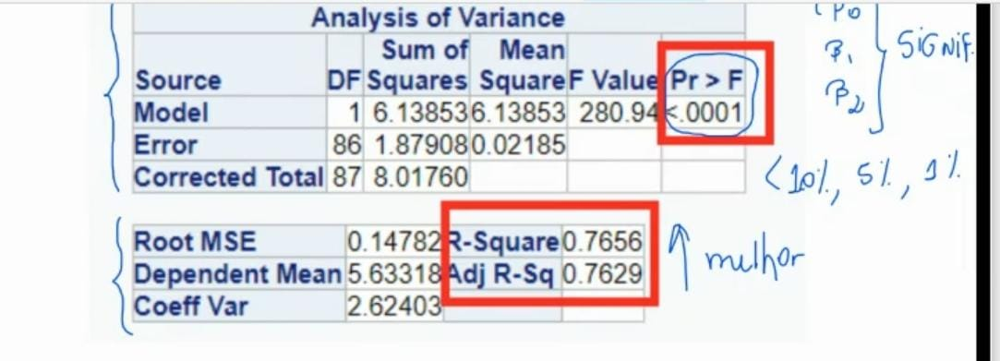 Analysis of Variance
Sum of Mean
Source DF Squares Square F Value Pr > F
Model 1 6.13853 6.13853 280.94 <.0001
Error 86 1.87908 0.02185
Corrected Total 87 8.01760
Root MSE 0.14782 R-Square 0.7656
Dependent Mean 5.63318 Adj R-Sq 0.7629
Coeff Var 2.62403
β0
β1
β2
SIGNIF.
<10%, 5%, 1%
↑ melhor